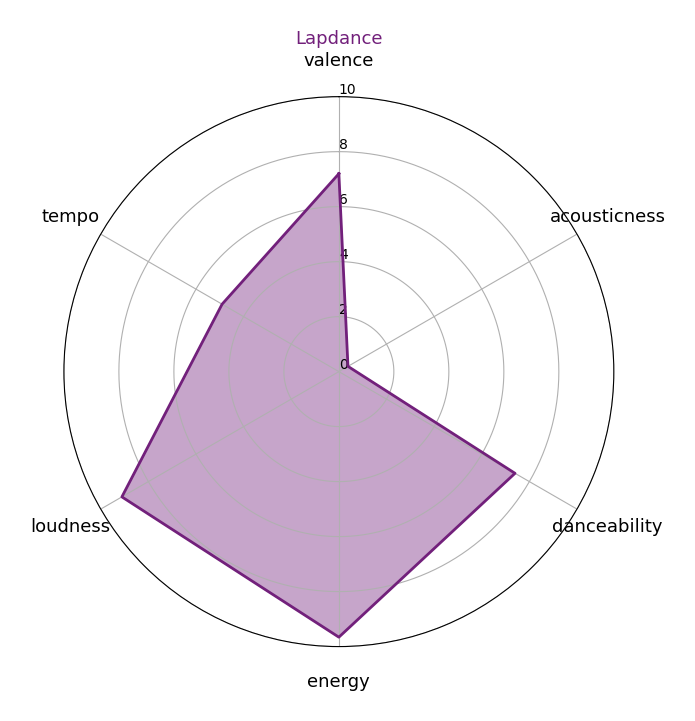 Lapdance
valence
10
8
6
4
2
0
tempo
acousticness
loudness
danceability
energy